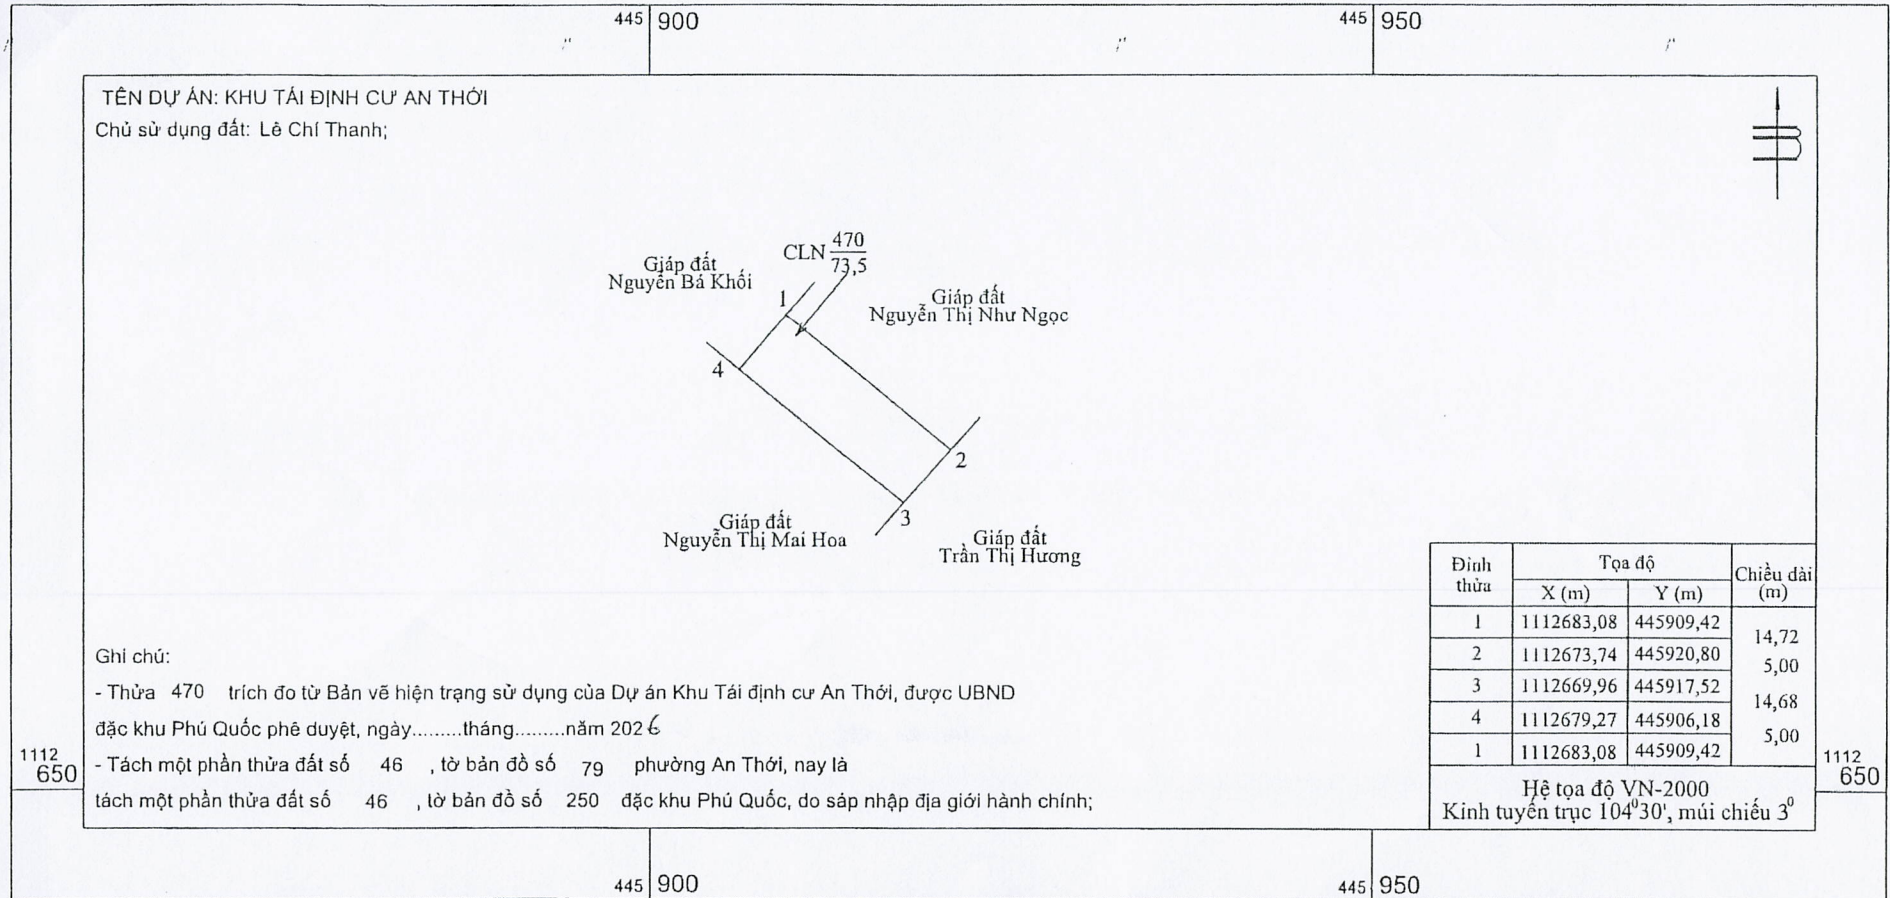 445 900
445 950
TÊN DỰ ÁN: KHU TÁI ĐỊNH CƯ AN THỚI
Chủ sử dụng đất: Lê Chí Thanh;
B
CLN 470
73,5
Giáp đất
Nguyễn Bá Khối
1
Giáp đất
Nguyễn Thị Như Ngọc
4
2
3
Giáp đất
Nguyễn Thị Mai Hoa
Giáp đất
Trần Thị Hương
Đỉnh thửa Tọa độ Chiều dài (m)
X (m) Y (m)
1 1112683,08 445909,42
14,72
2 1112673,74 445920,80
5,00
3 1112669,96 445917,52
14,68
4 1112679,27 445906,18
5,00
1 1112683,08 445909,42
Hệ tọa độ VN-2000
Kinh tuyến trục 104⁰30', múi chiếu 3⁰
Ghi chú:
- Thửa 470 trích đo từ Bản vẽ hiện trạng sử dụng của Dự án Khu Tái định cư An Thới, được UBND
đặc khu Phú Quốc phê duyệt, ngày.........tháng.........năm 2026
- Tách một phần thửa đất số 46 , tờ bản đồ số 79 phường An Thới, nay là
tách một phần thửa đất số 46 , tờ bản đồ số 250 đặc khu Phú Quốc, do sáp nhập địa giới hành chính;
1112
650
1112
650
445 900
445 950